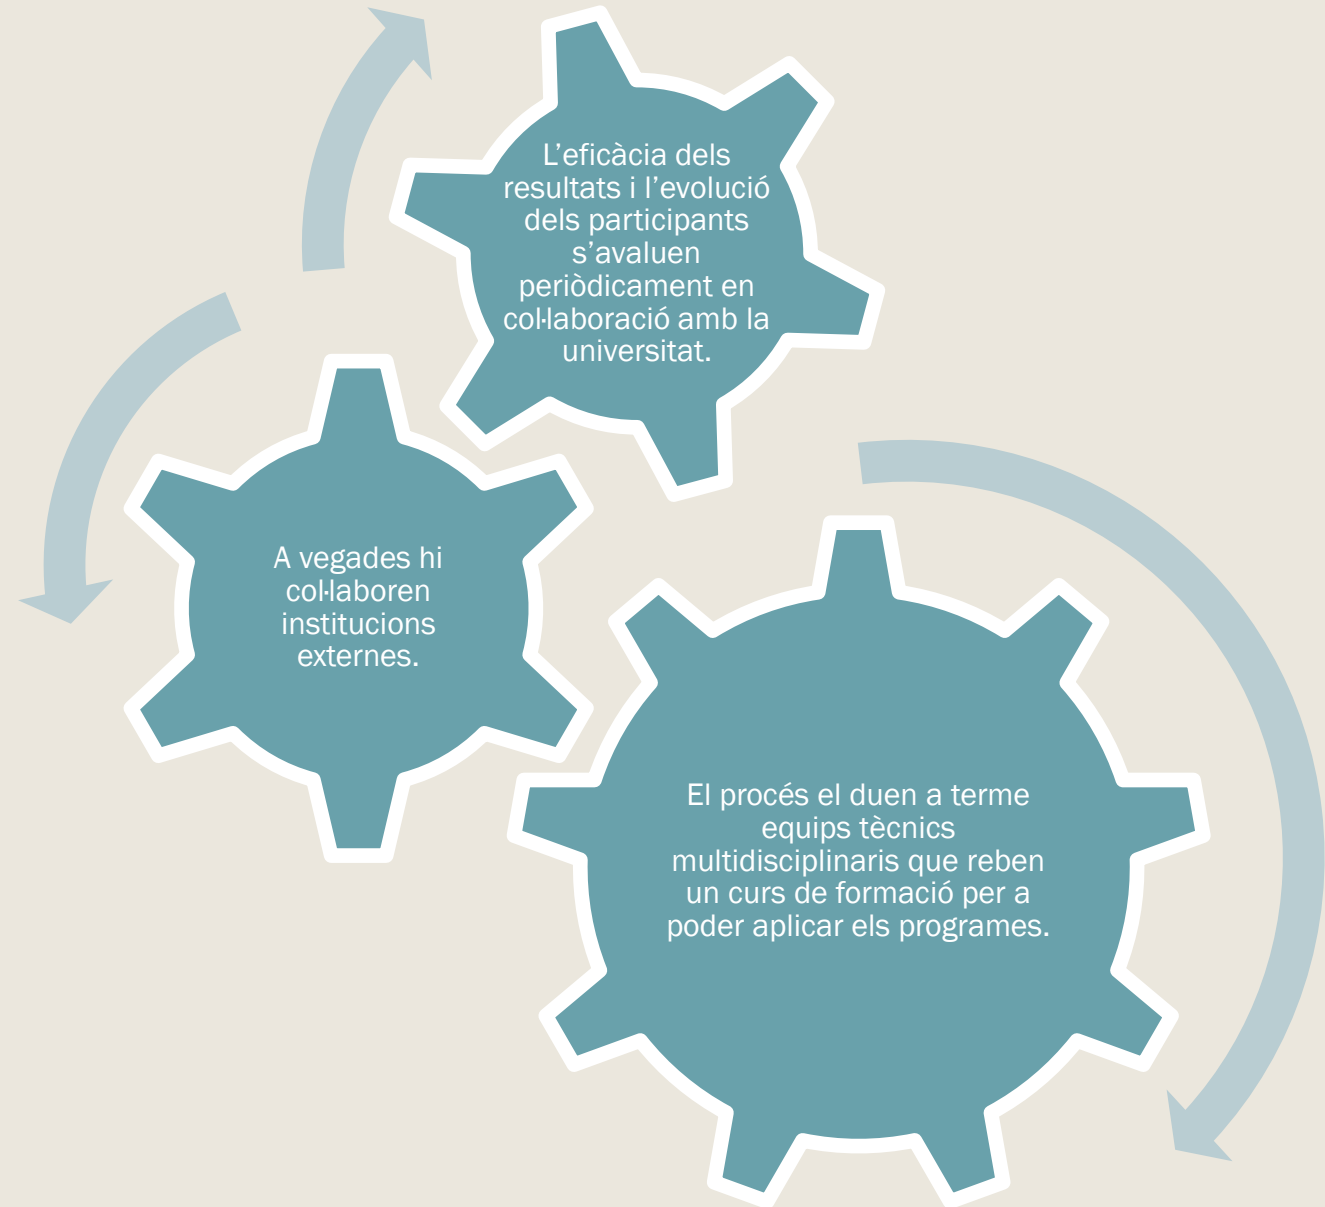 L’eficàcia dels
resultats i l’evolució
dels participants
s’avaluen
periòdicament en
col·laboració amb la
universitat.
A vegades hi
col·laboren
institucions
externes.
El procés el duen a terme
equips tècnics
multidisciplinaris que reben
un curs de formació per a
poder aplicar els programes.